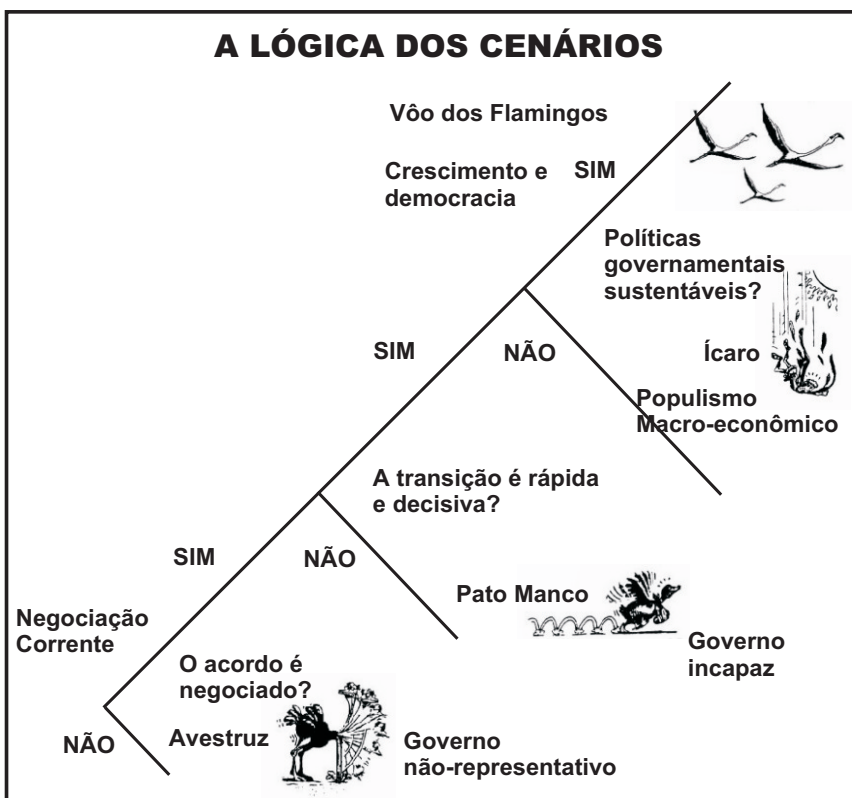 A LÓGICA DOS CENÁRIOS
Vôo dos Flamingos
Crescimento e
democracia
SIM
Políticas
governamentais
sustentáveis?
SIM
NÃO
Ícaro
Populismo
Macro-econômico
A transição é rápida
e decisiva?
SIM
NÃO
Pato Manco
Governo
incapaz
Negociação
Corrente
O acordo é
negociado?
NÃO
Avestruz
Governo
não-representativo